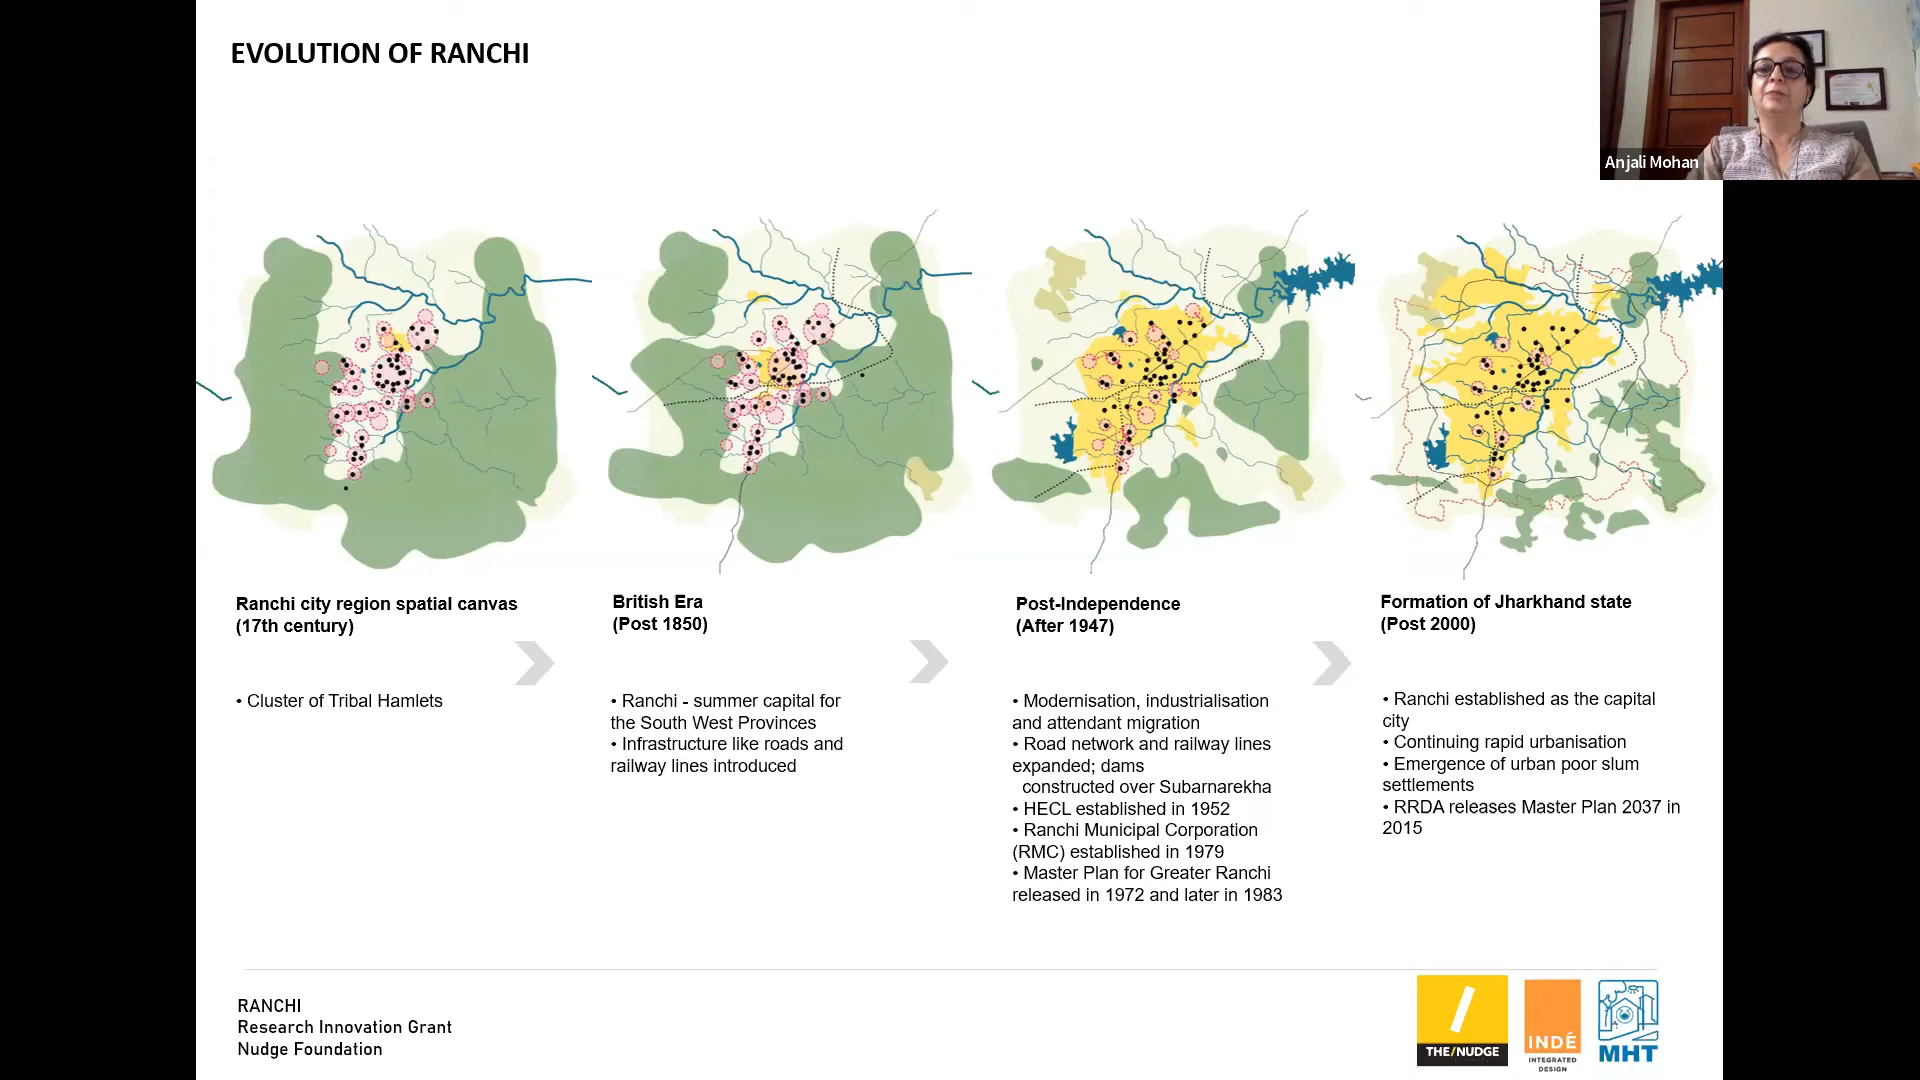 EVOLUTION OF RANCHI
Anjali Mohan
Ranchi city region spatial canvas
(17th century)
• Cluster of Tribal Hamlets
British Era
(Post 1850)
• Ranchi - summer capital for
the South West Provinces
• Infrastructure like roads and
railway lines introduced
Post-Independence
(After 1947)
• Modernisation, industrialisation
and attendant migration
• Road network and railway lines
expanded; dams
constructed over Subarnarekha
• HECL established in 1952
• Ranchi Municipal Corporation
(RMC) established in 1979
• Master Plan for Greater Ranchi
released in 1972 and later in 1983
Formation of Jharkhand state
(Post 2000)
• Ranchi established as the capital
city
• Continuing rapid urbanisation
• Emergence of urban poor slum
settlements
• RRDA releases Master Plan 2037 in
2015
RANCHI
Research Innovation Grant
Nudge Foundation
THE/NUDGE
INDÉ
INTEGRATED
DESIGN
MHT